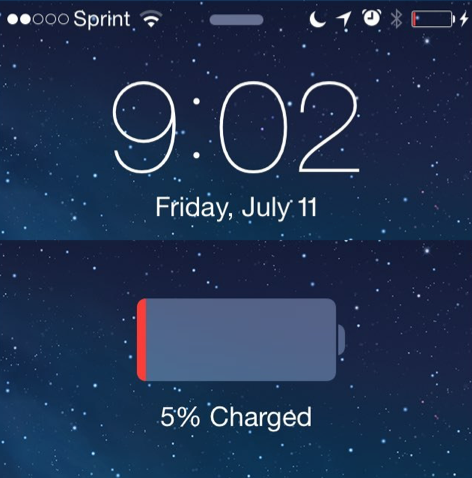 Sprint
9:02
Friday, July 11
5% Charged